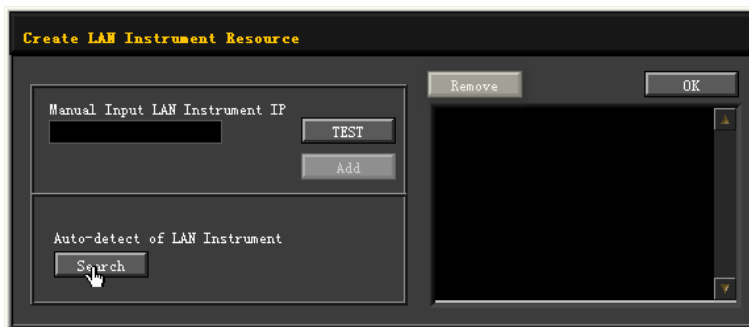 Create LAN Instrument Resource
Remove
OK
Manual Input LAN Instrument IP
TEST
Add
Auto-detect of LAN Instrument
Search